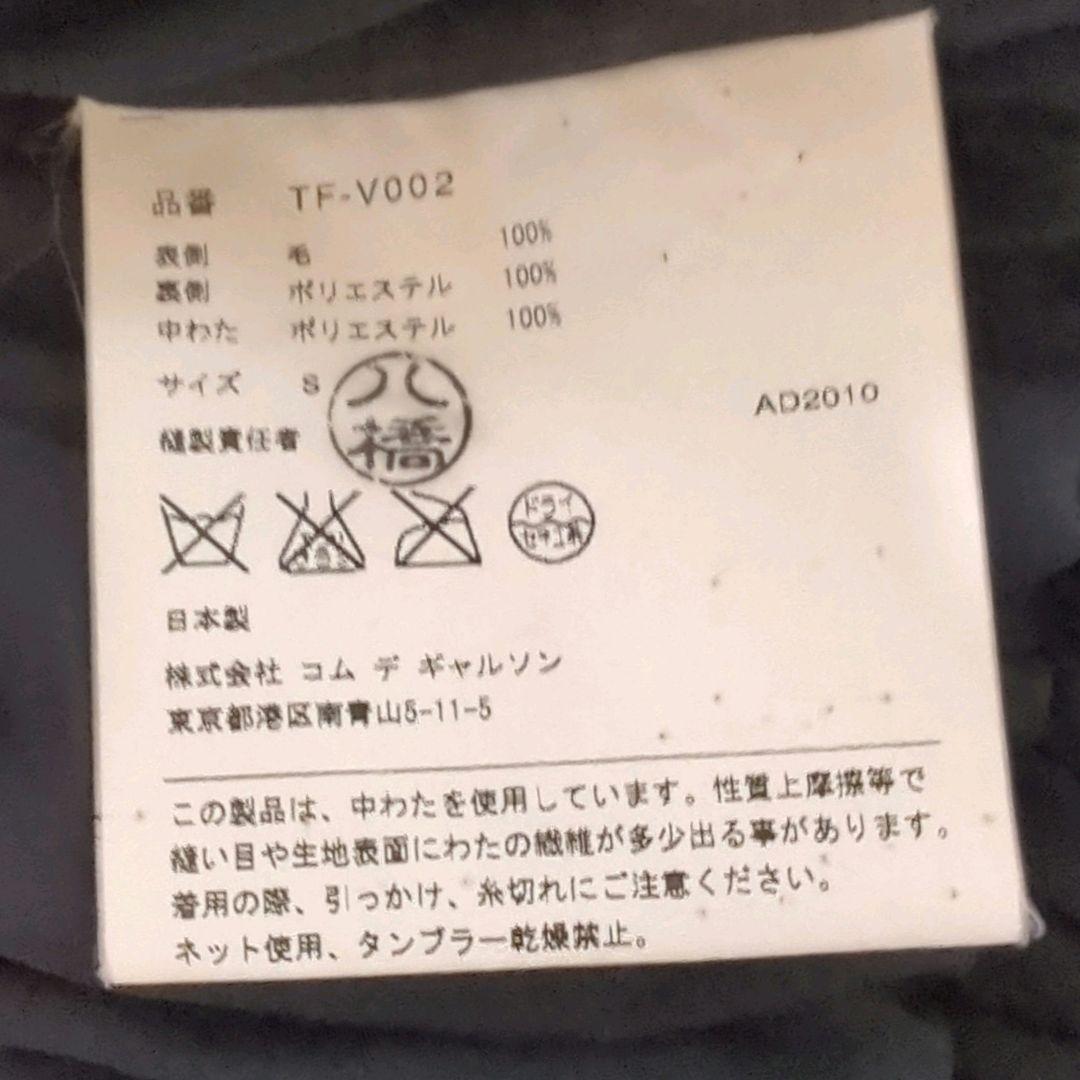 品番 TF-V002
表側 毛 100%
裏側 ポリエステル 100%
中わた ポリエステル 100%
サイズ S
八橋
縫製責任者
AD2010
ドライ
セキユ系
日本製
株式会社 コム デ ギャルソン
東京都港区南青山5-11-5
この製品は、中わたを使用しています。性質上摩擦等で
縫い目や生地表面にわたの繊維が多少出る事があります。
着用の際、引っかけ、糸切れにご注意ください。
ネット使用、タンブラー乾燥禁止。